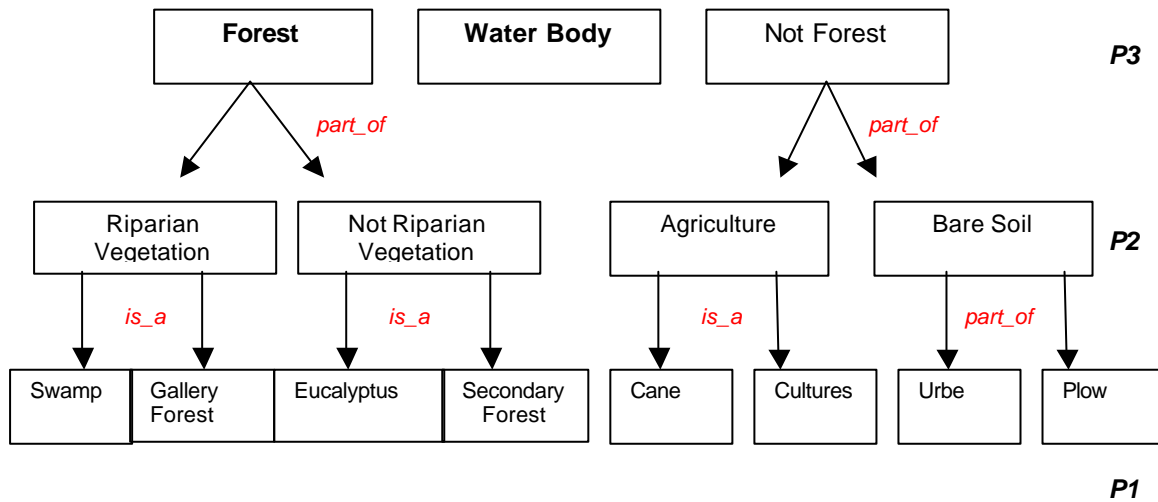 Forest
Water Body
Not Forest
P3
part_of
part_of
Riparian
Vegetation
Not Riparian
Vegetation
Agriculture
Bare Soil
P2
is_a
is_a
is_a
part_of
Swamp
Gallery
Forest
Eucalyptus
Secondary
Forest
Cane
Cultures
Urbe
Plow
P1